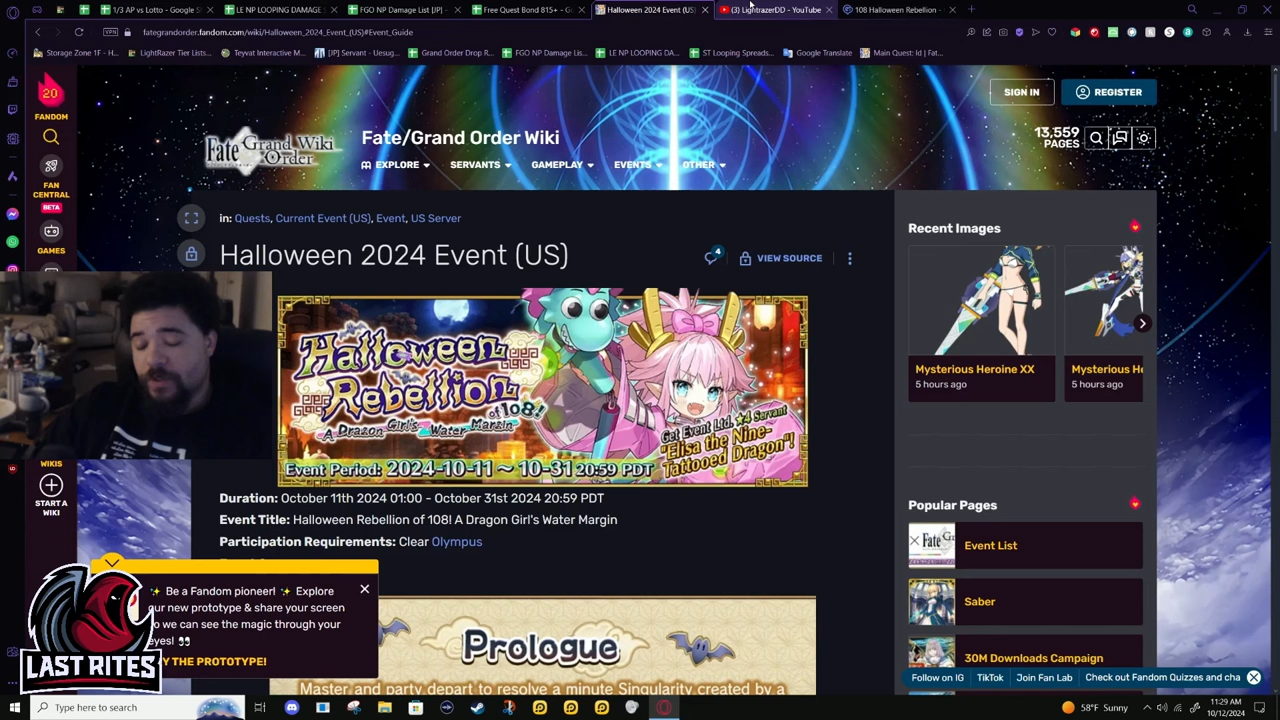 1/3 AP vs Lotto - Google S
LE NP LOOPING DAMAGE
FGO NP Damage List [JP]
Free Quest Bond 815+ - G
Halloween 2024 Event (US)
(3) LightrazerDD - YouTube
108 Halloween Rebellion -
VPN
fategrandorder.fandom.com/wiki/Halloween_2024_Event_(US)#Event_Guide
Storage Zone 1F - H...
LightRazer Tier Lists...
Teyvat Interactive M...
[JP] Servant - Uesug...
Grand Order Drop R...
FGO NP Damage Lis...
LE NP LOOPING DA...
ST Looping Spreads...
Google Translate
Main Quest: Id | Fat...
20
FANDOM
FAN
CENTRAL
BETA
GAMES
WIKIS
START A
WIKI
SIGN IN
REGISTER
Fate Grand Wiki
Order
Fate/Grand Order Wiki
13,559
PAGES
EXPLORE
SERVANTS
GAMEPLAY
EVENTS
OTHER
in: Quests, Current Event (US), Event, US Server
Halloween 2024 Event (US)
4
VIEW SOURCE
Halloween
Rebellion
of 108!
A Dragon Girl's Water Margin
Get Event Ltd. ★4 Servant
"Elisa the Nine-
Tattooed Dragon"!
Event Period: 2024-10-11 ~ 10-31 20:59 PDT
Duration: October 11th 2024 01:00 - October 31st 2024 20:59 PDT
Event Title: Halloween Rebellion of 108! A Dragon Girl's Water Margin
Participation Requirements: Clear Olympus
Be a Fandom pioneer! ✨ Explore
our new prototype & share your screen
so we can see the magic through your
eyes! 👀
Y THE PROTOTYPE!
Prologue
Master and party depart to resolve a minute Singularity created by a
Recent Images
Mysterious Heroine XX
5 hours ago
Mysterious He
5 hours ago
Popular Pages
Event List
Saber
30M Downloads Campaign
Follow on IG
TikTok
Join Fan Lab
Check out Fandom Quizzes and cha
LAST RITES
Type here to search
58°F Sunny
11:29 AM
10/12/2024